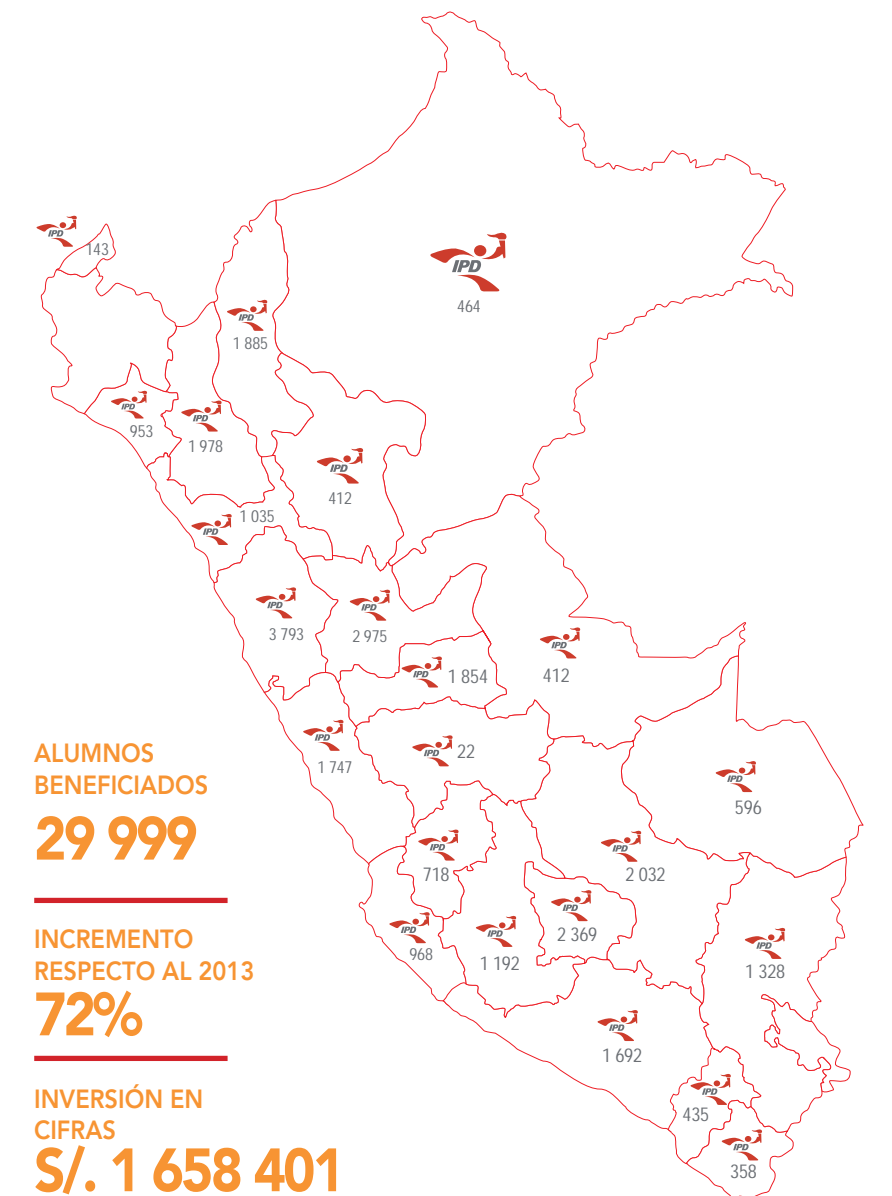 IPD
143
IPD
464
IPD
1 885
IPD
953
IPD
1 978
IPD
412
IPD
1 035
IPD
3 793
IPD
2 975
IPD
1 854
IPD
412
IPD
1 747
IPD
22
IPD
596
IPD
718
IPD
2 032
IPD
968
IPD
1 192
IPD
2 369
IPD
1 328
IPD
1 692
IPD
435
IPD
358
ALUMNOS
BENEFICIADOS
29 999
INCREMENTO
RESPECTO AL 2013
72%
INVERSIÓN EN
CIFRAS
S/. 1 658 401